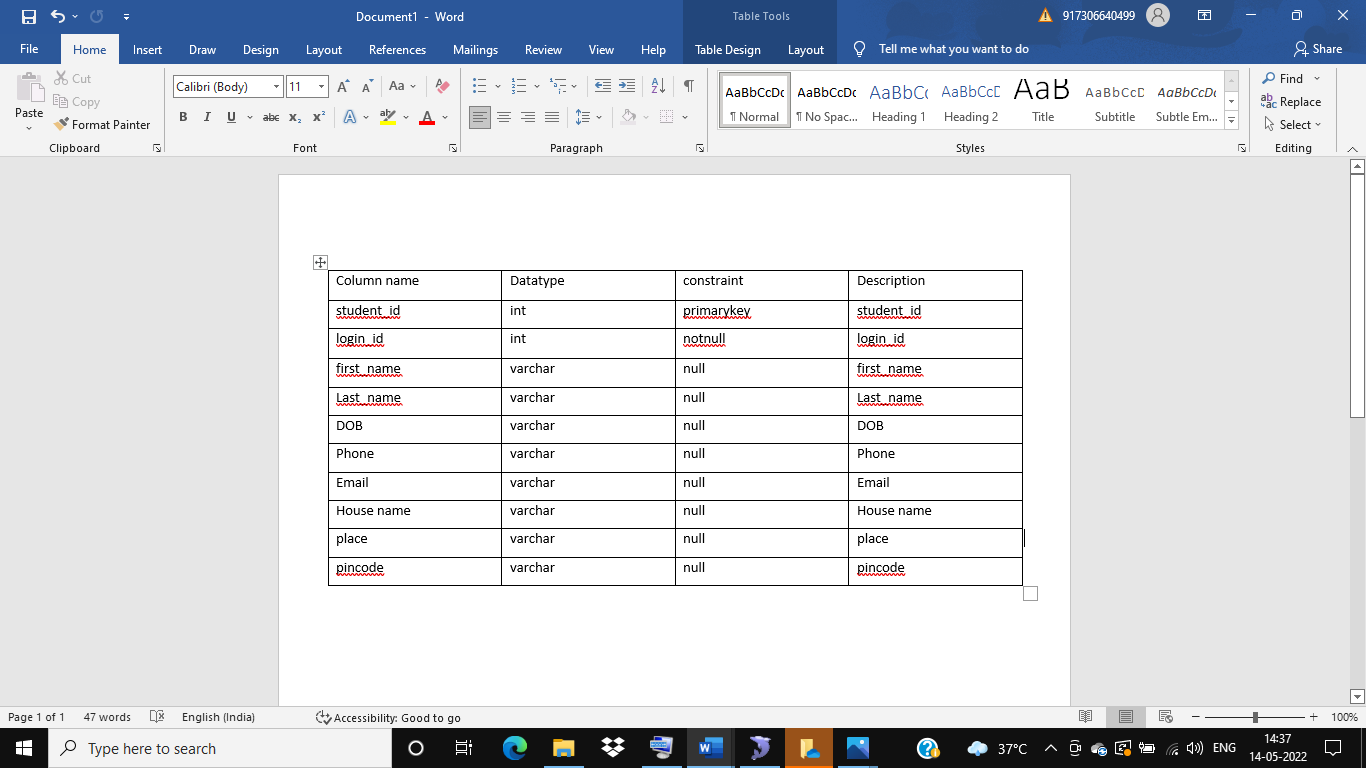 Document1 - Word
Table Tools
917306640499
File Home Insert Draw Design Layout References Mailings Review View Help Table Design Layout Tell me what you want to do Share
Paste
Cut
Copy
Format Painter
Clipboard
Calibri (Body) 11
Font
Paragraph
AaBbCcDc AaBbCcDc AaBbCc AaBbCcD AaB AaBbCcD AaBbCcDc
¶ Normal ¶ No Spac... Heading 1 Heading 2 Title Subtitle Subtle Em...
Styles
Find
Replace
Select
Editing
Column name Datatype constraint Description
student_id int primarykey student_id
login_id int notnull login_id
first_name varchar null first_name
Last_name varchar null Last_name
DOB varchar null DOB
Phone varchar null Phone
Email varchar null Email
House name varchar null House name
place varchar null place
pincode varchar null pincode
Page 1 of 1 47 words English (India) Accessibility: Good to go 100%
Type here to search
37°C
ENG
14:37
14-05-2022